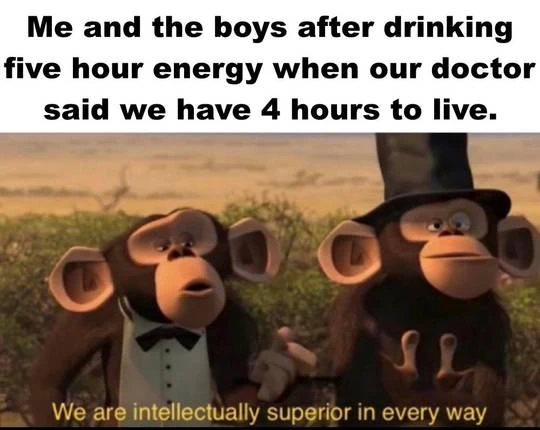 Me and the boys after drinking
five hour energy when our doctor
said we have 4 hours to live.
We are intellectually superior in every way